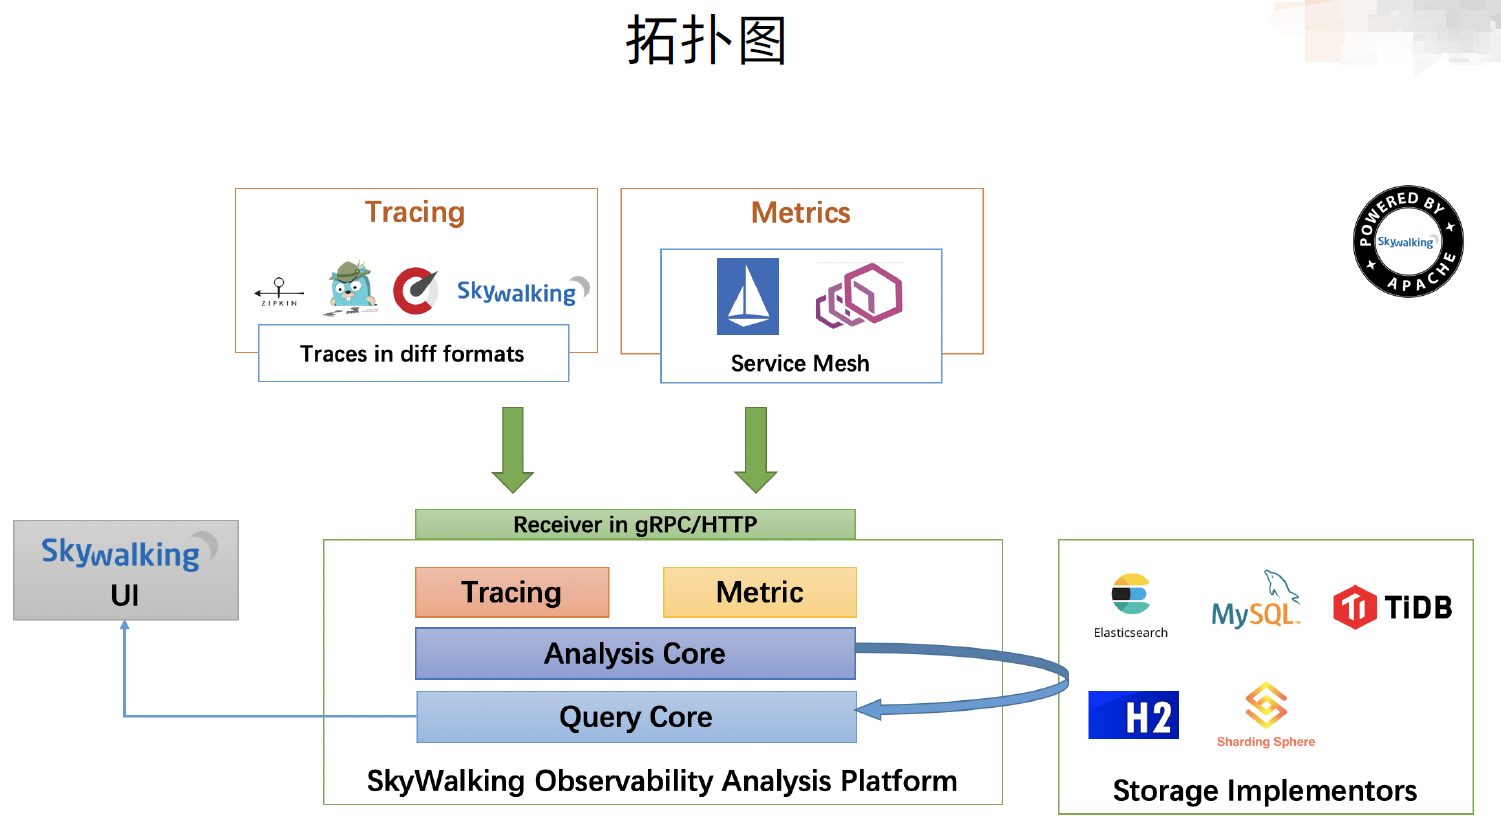 拓扑图
Tracing
Metrics
ZIPKIN
Skywalking
Traces in diff formats
Service Mesh
POWERED BY
Skywalking
APACHE
Receiver in gRPC/HTTP
Skywalking
UI
Tracing
Metric
Analysis Core
Query Core
SkyWalking Observability Analysis Platform
Elasticsearch
MySQL
TiDB
H2
Sharding Sphere
Storage Implementors